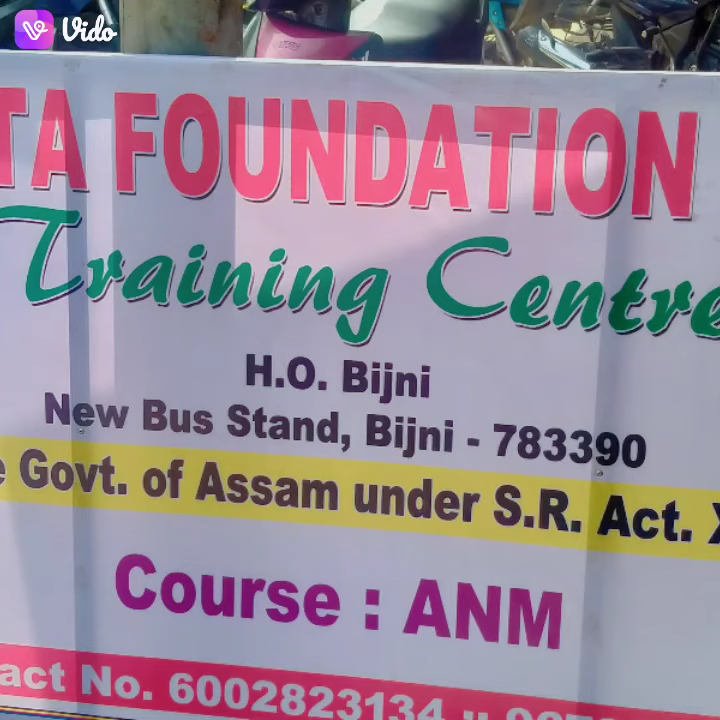 Vido
TA FOUNDATION
Training Centre
H.O. Bijni
New Bus Stand, Bijni - 783390
Govt. of Assam under S.R. Act.
Course : ANM
act No. 6002823134